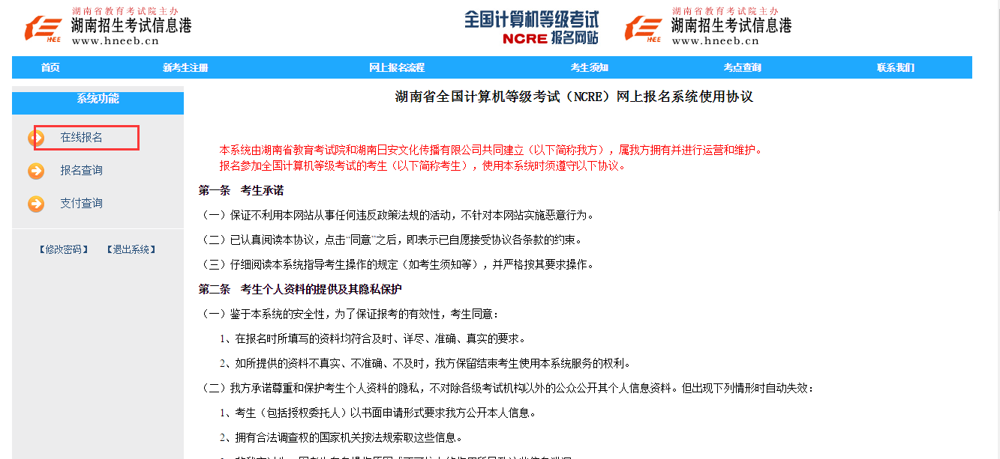 湖南省教育考试院主办
湖南招生考试信息港
www.hneeb.cn
HNEE
全国计算机等级考试
NCRE 报名网站
湖南省教育考试院主办
湖南招生考试信息港
www.hneeb.cn
HNEE
首页 新考生注册 网上报名流程 考生须知 考点查询 联系我们
系统功能
在线报名
报名查询
支付查询
【修改密码】 【退出系统】
湖南省全国计算机等级考试（NCRE）网上报名系统使用协议
本系统由湖南省教育考试院和湖南日安文化传播有限公司共同建立（以下简称我方），属我方拥有并进行运营和维护。
报名参加全国计算机等级考试的考生（以下简称考生），使用本系统时须遵守以下协议。
第一条 考生承诺
（一）保证不利用本网站从事任何违反政策法规的活动，不针对本网站实施恶意行为。
（二）已认真阅读本协议，点击“同意”之后，即表示已自愿接受协议各条款的约束。
（三）仔细阅读本系统指导考生操作的规定（如考生须知等），并严格按其要求操作。
第二条 考生个人资料的提供及其隐私保护
（一）鉴于本系统的安全性，为了保证报考的有效性，考生同意：
1、在报名时所填写的资料均符合及时、详尽、准确、真实的要求。
2、如所提供的资料不真实、不准确、不及时，我方保留结束考生使用本系统服务的权利。
（二）我方承诺尊重和保护考生个人资料的隐私，不对除各级考试机构以外的公众公开其个人信息资料。但出现下列情形时自动失效：
1、考生（包括授权委托人）以书面申请形式要求我方公开本人信息。
2、拥有合法调查权的国家机关按法规索取这些信息。